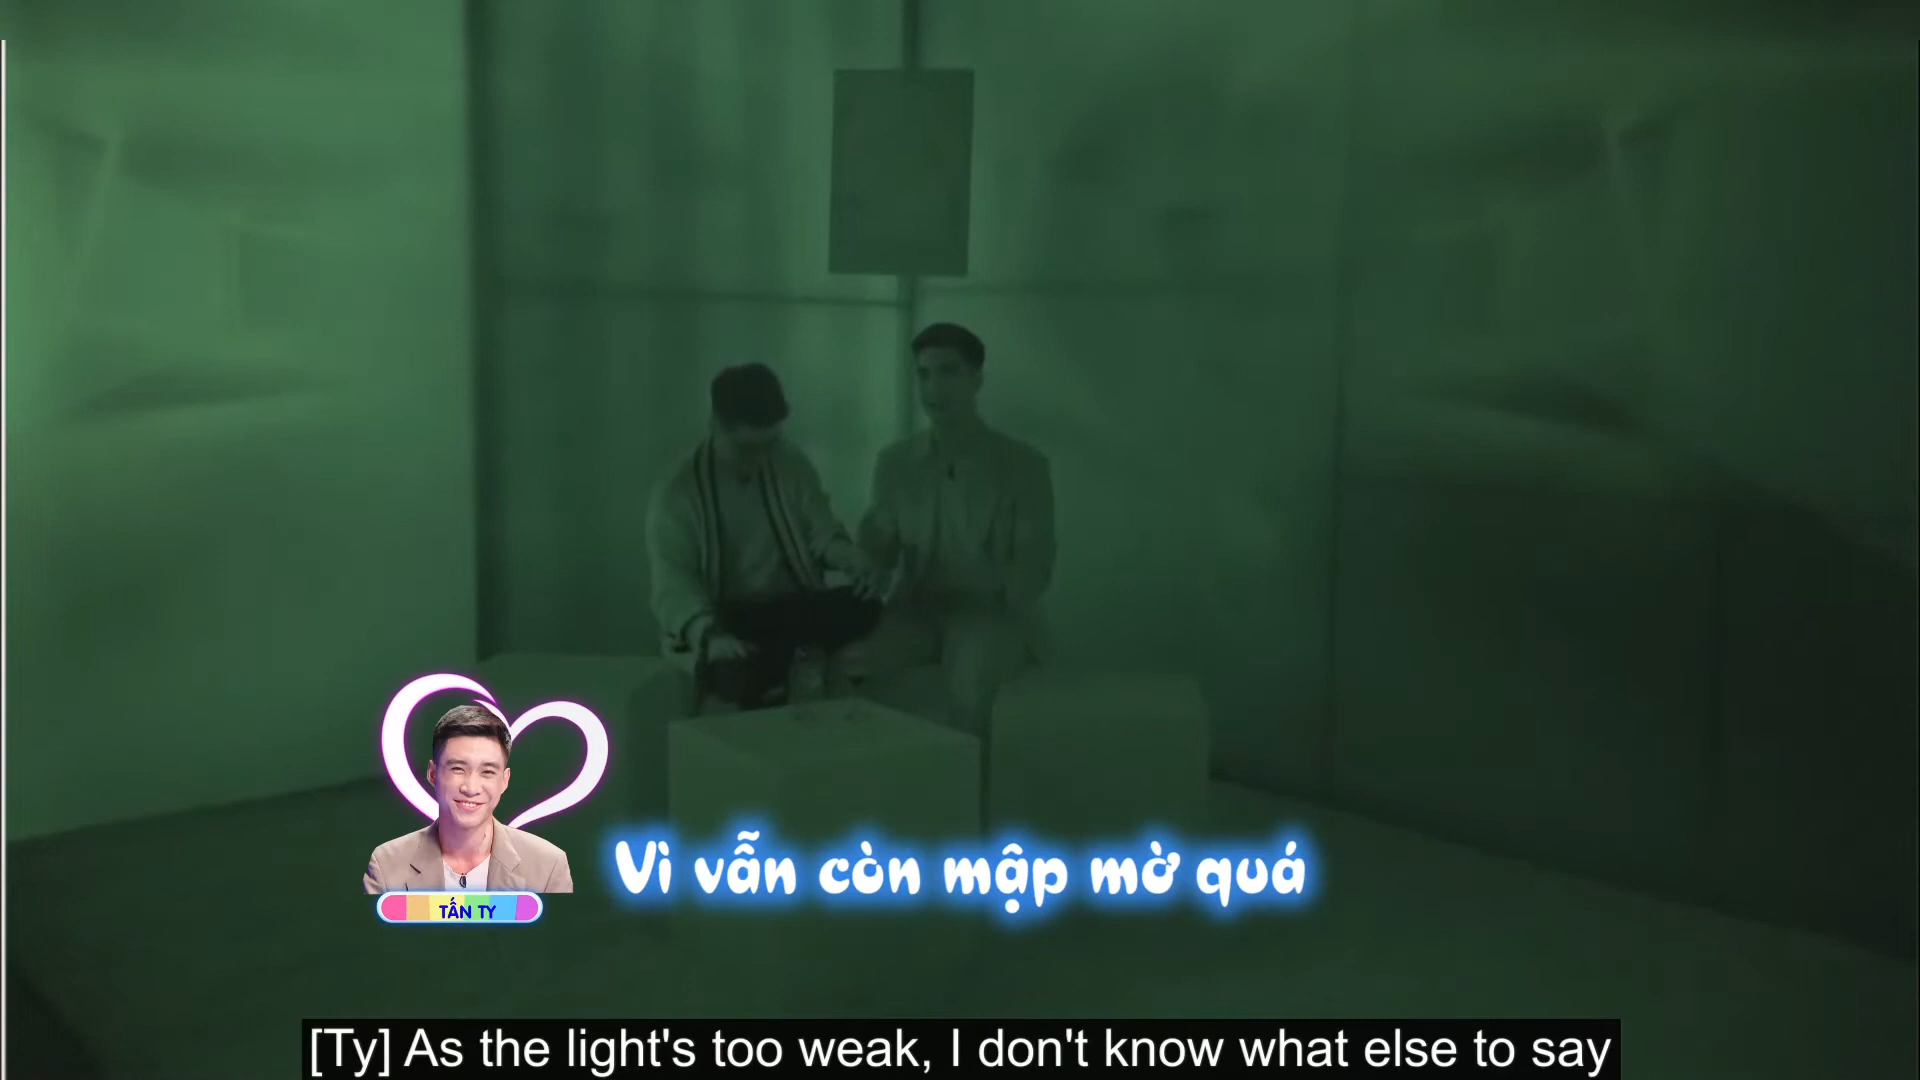 Vì vẫn còn mập mờ quá
TẤN TY
[Ty] As the light's too weak, I don't know what else to say